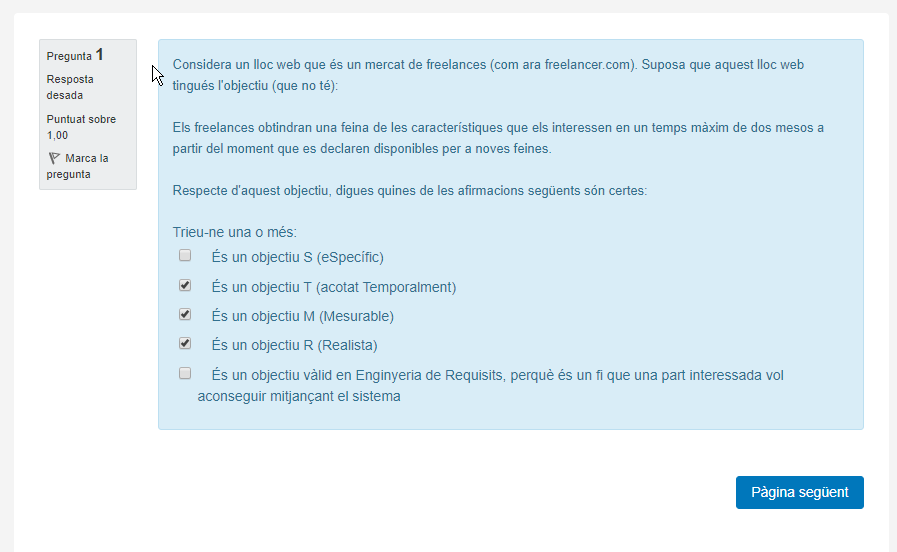 Pregunta 1
Resposta
desada
Puntuat sobre
1,00
Marca la
pregunta
Considera un lloc web que és un mercat de freelances (com ara freelancer.com). Suposa que aquest lloc web
tingués l'objectiu (que no té):
Els freelances obtindran una feina de les característiques que els interessen en un temps màxim de dos mesos a
partir del moment que es declaren disponibles per a noves feines.
Respecte d'aquest objectiu, digues quines de les afirmacions següents són certes:
Trieu-ne una o més:
És un objectiu S (eSpecífic)
És un objectiu T (acotat Temporalment)
És un objectiu M (Mesurable)
És un objectiu R (Realista)
És un objectiu vàlid en Enginyeria de Requisits, perquè és un fi que una part interessada vol
aconseguir mitjançant el sistema
Pàgina següent